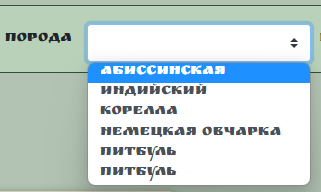 порода
абиссинская
индийский
корелла
немецкая овчарка
питбуль
питбуль